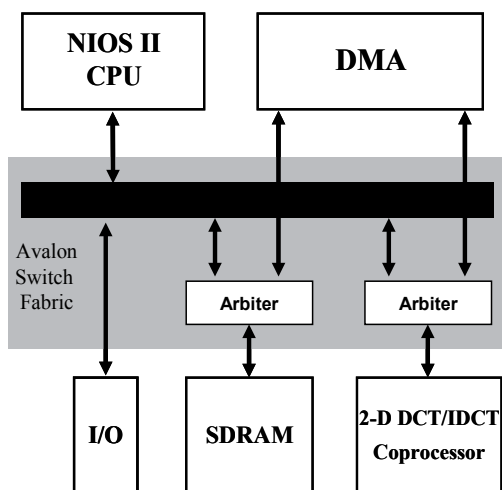 NIOS II
CPU
DMA
Avalon
Switch
Fabric
Arbiter
Arbiter
I/O
SDRAM
2-D DCT/IDCT
Coprocessor